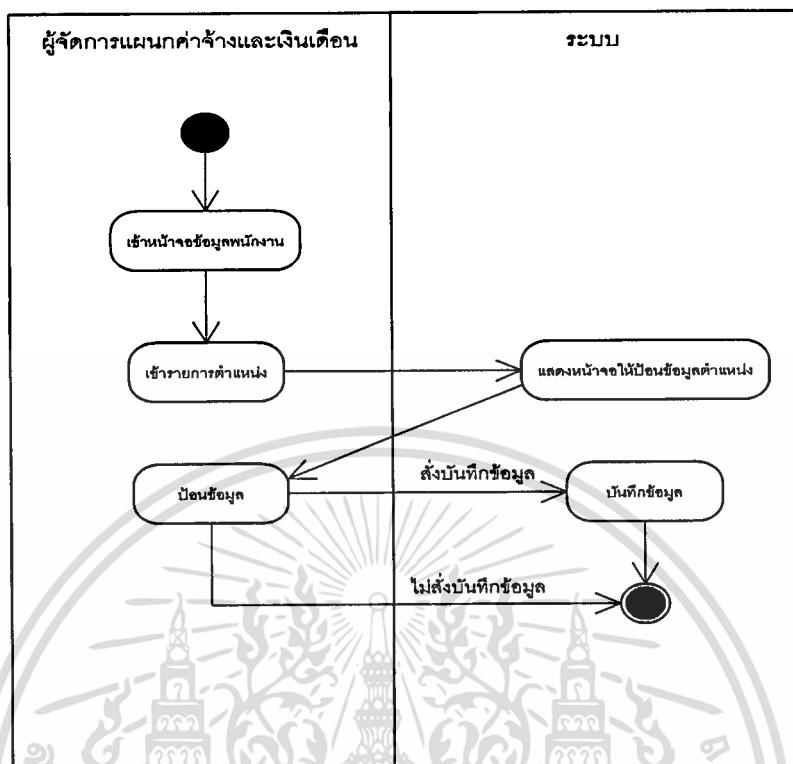 ผู้จัดการแผนกค่าจ้างและเงินเดือน
ระบบ
เข้าหน้าจอข้อมูลพนักงาน
เข้ารายการตำแหน่ง
แสดงหน้าจอให้ป้อนข้อมูลตำแหน่ง
ป้อนข้อมูล
สั่งบันทึกข้อมูล
บันทึกข้อมูล
ไม่สั่งบันทึกข้อมูล